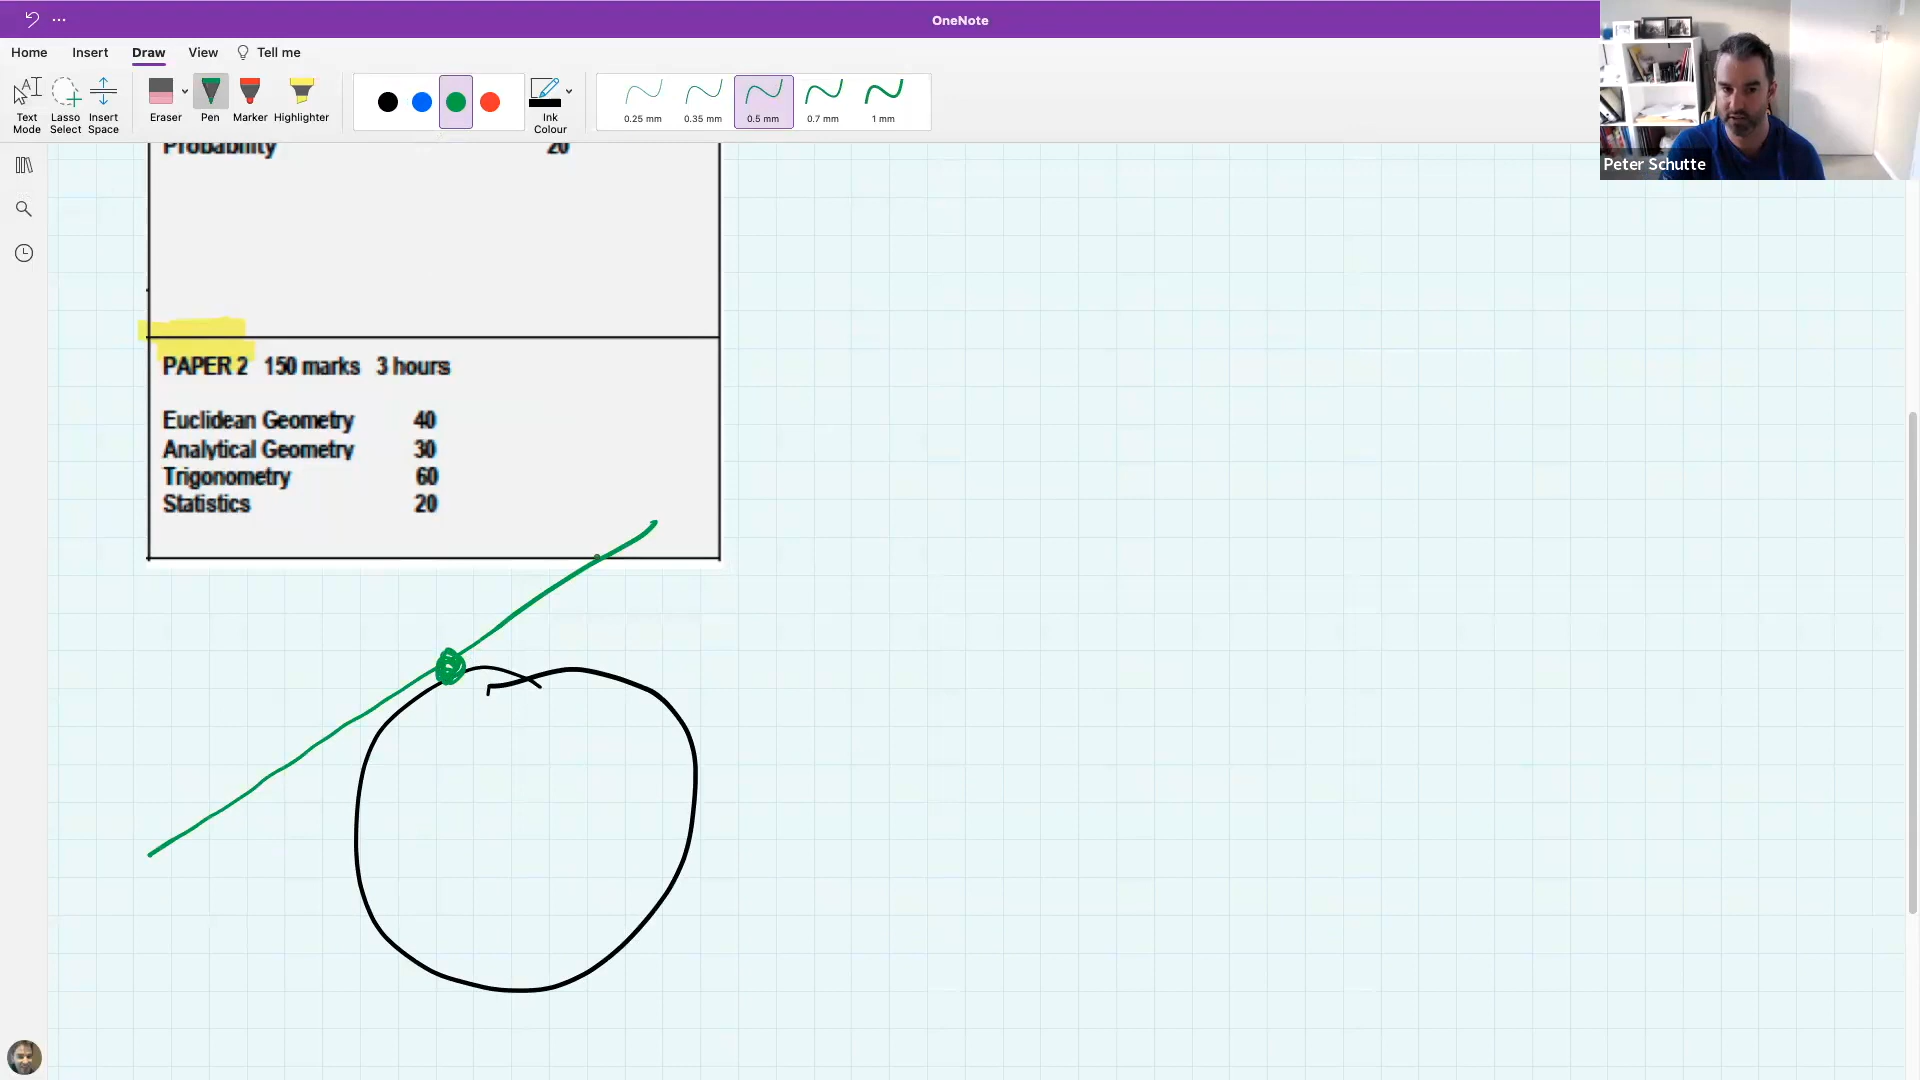 OneNote
Home Insert Draw View Tell me
Text Mode
Lasso Select
Insert Space
Eraser
Pen
Marker
Highlighter
Ink Colour
0.25 mm
0.35 mm
0.5 mm
0.7 mm
1 mm
Peter Schutte
Probability 20
PAPER 2 150 marks 3 hours
Euclidean Geometry 40
Analytical Geometry 30
Trigonometry 60
Statistics 20